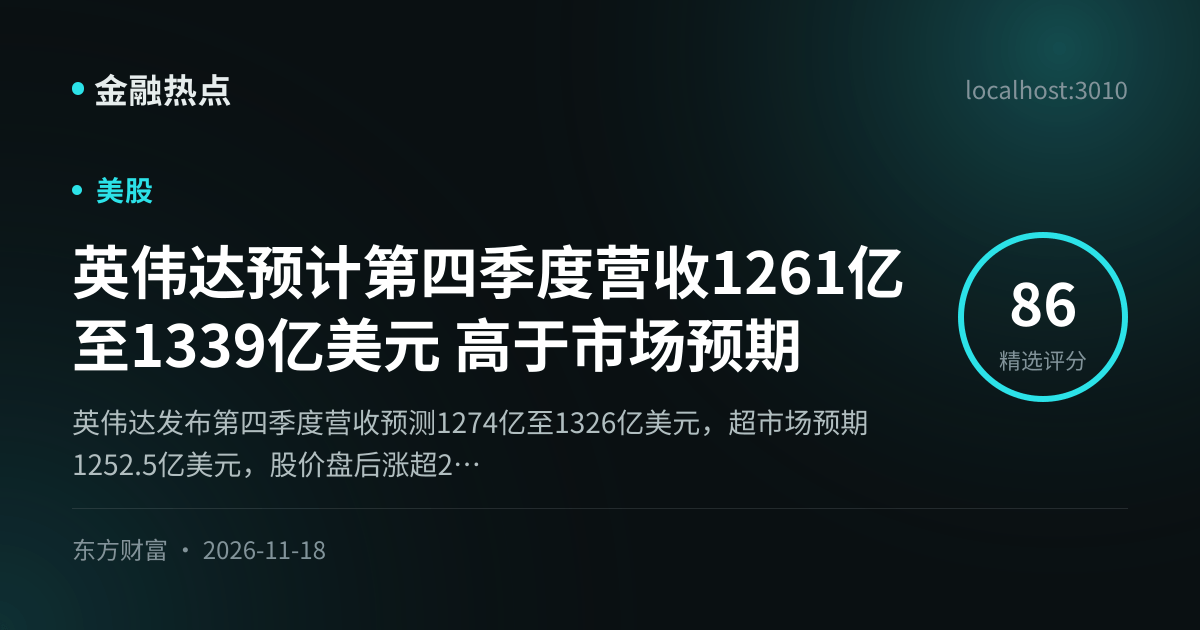 金融热点
localhost:3010
美股
英伟达预计第四季度营收1261亿
至1339亿美元 高于市场预期
86
精选评分
英伟达发布第四季度营收预测1274亿至1326亿美元，超市场预期
1252.5亿美元，股价盘后涨超2…
东方财富 · 2026-11-18